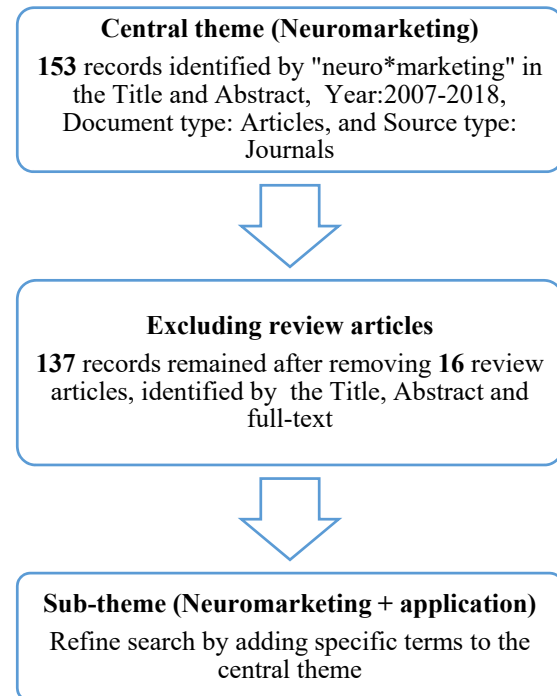 Central theme (Neuromarketing)
153 records identified by "neuro*marketing" in
the Title and Abstract,  Year:2007-2018,
Document type: Articles, and Source type:
Journals
Excluding review articles
137 records remained after removing 16 review
articles, identified by  the Title, Abstract and
full-text
Sub-theme (Neuromarketing + application)
Refine search by adding specific terms to the
central theme